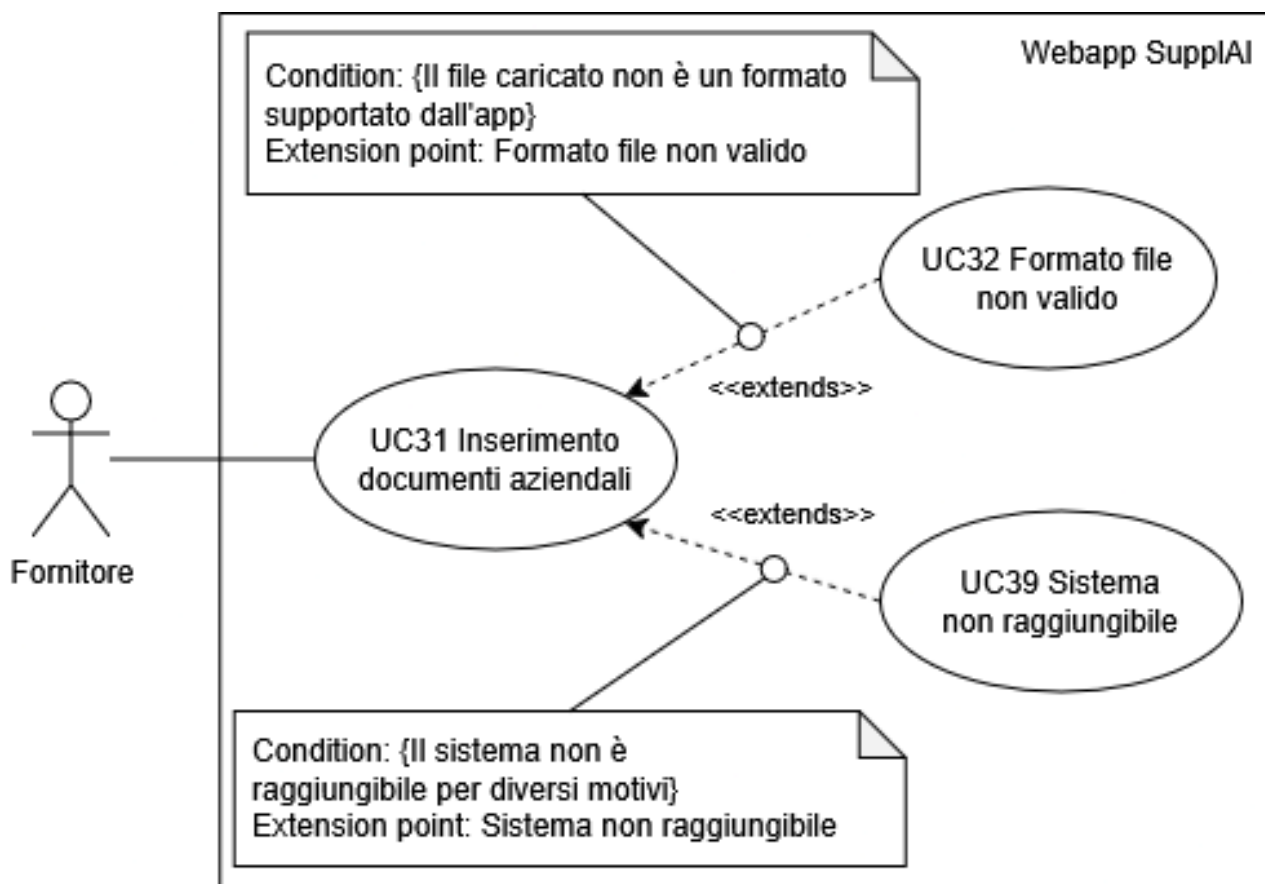 Webapp SupplAI
Condition: {Il file caricato non è un formato
supportato dall'app}
Extension point: Formato file non valido
UC32 Formato file
non valido
<<extends>>
UC31 Inserimento
documenti aziendali
Fornitore
<<extends>>
UC39 Sistema
non raggiungibile
Condition: {Il sistema non è
raggiungibile per diversi motivi}
Extension point: Sistema non raggiungibile